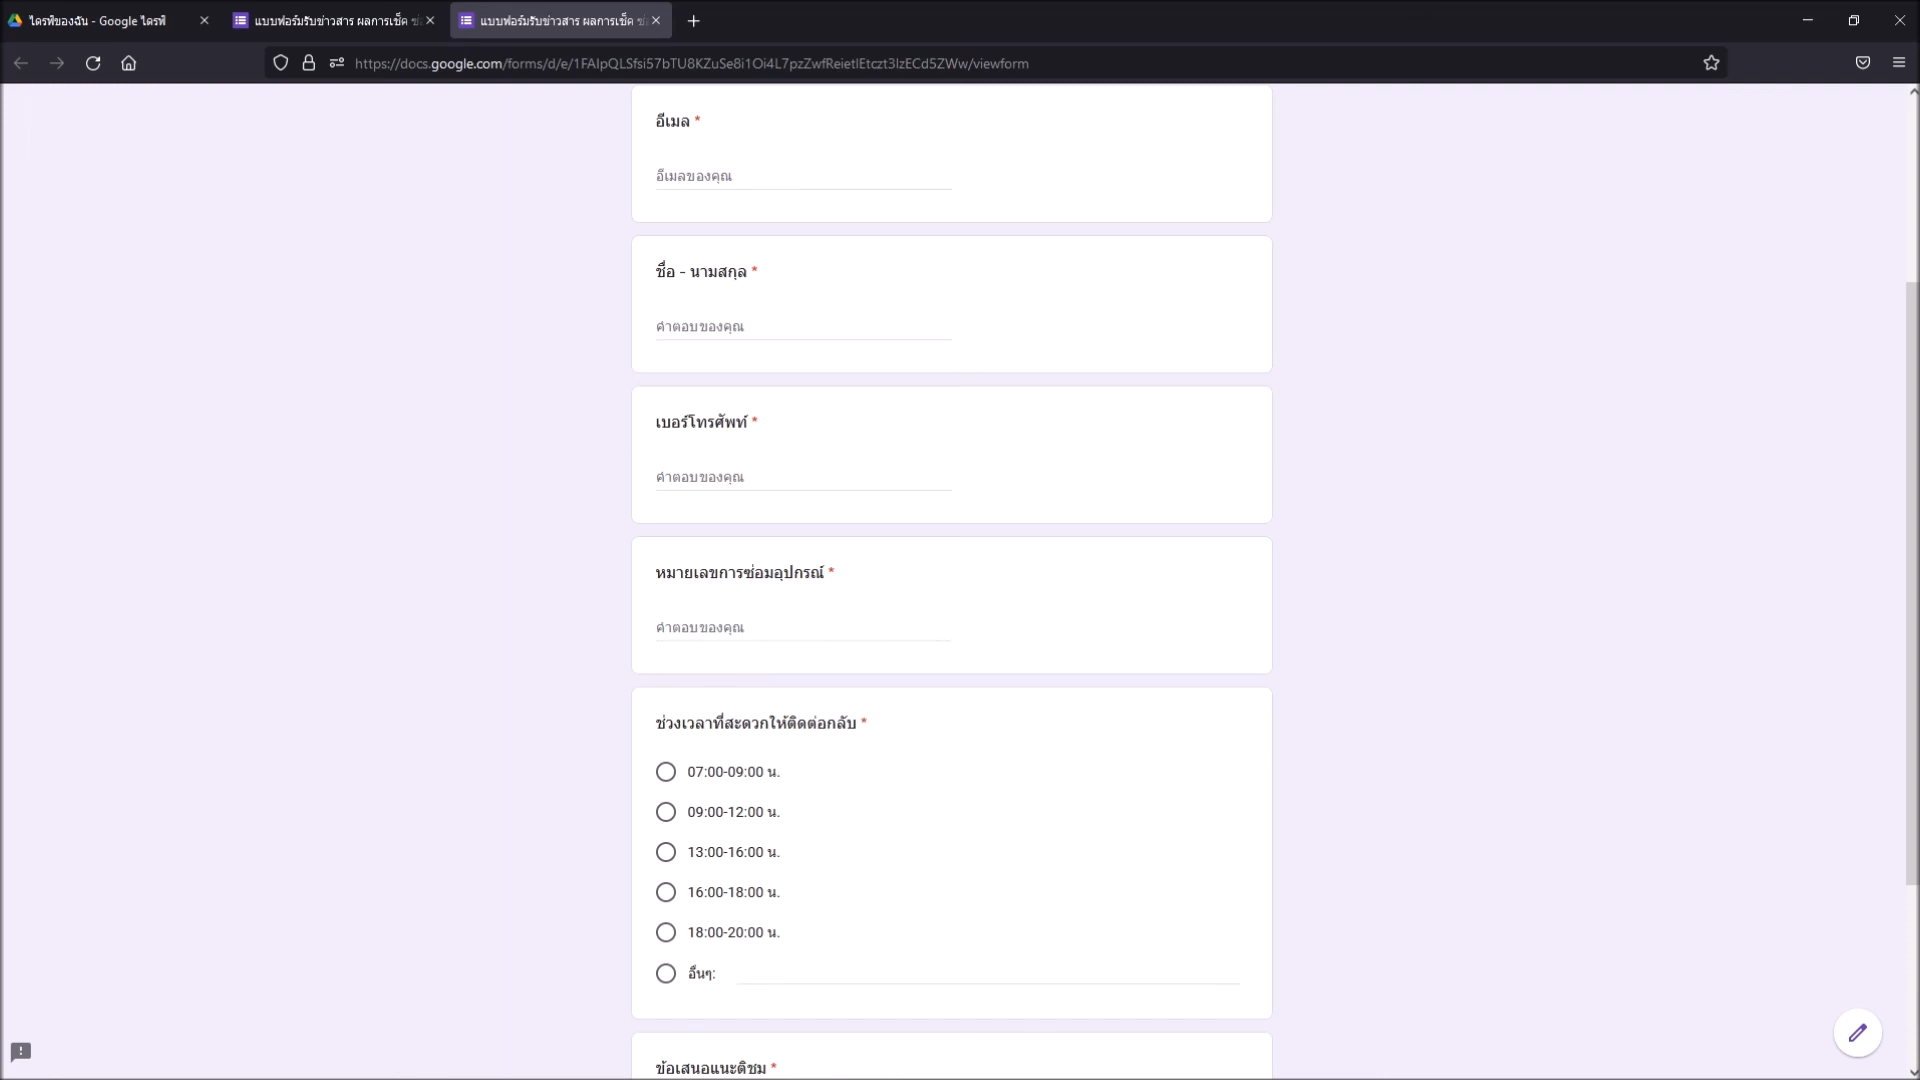 ไดรฟ์ของฉัน - Google ไดรฟ์
แบบฟอร์มรับข่าวสาร ผลการเช็ค
แบบฟอร์มรับข่าวสาร ผลการเช็ค
https://docs.google.com/forms/d/e/1FAIpQLSfsi57bTU8KZuSe8i1Oi4L7pzZwfReietIEtczt3IzECd5ZWw/viewform
อีเมล *
อีเมลของคุณ
ชื่อ - นามสกุล *
คำตอบของคุณ
เบอร์โทรศัพท์ *
คำตอบของคุณ
หมายเลขการซ่อมอุปกรณ์ *
คำตอบของคุณ
ช่วงเวลาที่สะดวกให้ติดต่อกลับ *
07:00-09:00 น.
09:00-12:00 น.
13:00-16:00 น.
16:00-18:00 น.
18:00-20:00 น.
อื่นๆ:
ข้อเสนอแนะติชม *